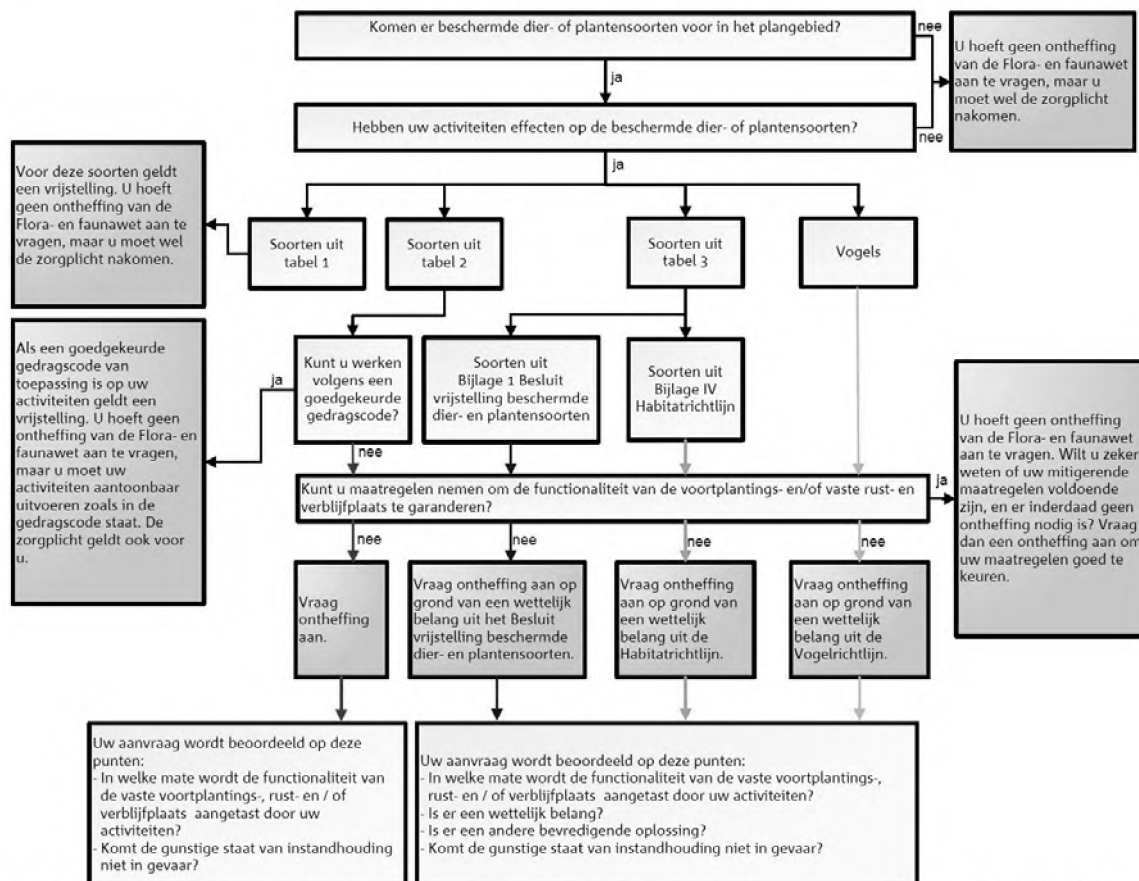 Komen er beschermde dier- of plantensoorten voor in het plangebied?
nee
U hoeft geen ontheffing
van de Flora- en faunawet
aan te vragen, maar u
moet wel de zorgplicht
nakomen.
ja
Hebben uw activiteiten effecten op de beschermde dier- of plantensoorten?
nee
ja
Voor deze soorten geldt
een vrijstelling. U hoeft
geen ontheffing van de
Flora- en faunawet aan te
vragen, maar u moet wel
de zorgplicht nakomen.
Soorten uit
tabel 1
Soorten uit
tabel 2
Soorten uit
tabel 3
Vogels
Als een goedgekeurde
gedragscode van
toepassing is op uw
activiteiten geldt een
vrijstelling. U hoeft geen
ontheffing van de Flora- en
faunawet aan te vragen,
maar u moet uw
activiteiten aantoonbaar
uitvoeren zoals in de
gedragscode staat. De
zorgplicht geldt ook voor
u.
ja
Kunt u werken
volgens een
goedgekeurde
gedragscode?
Soorten uit
Bijlage 1 Besluit
vrijstelling beschermde
dier- en plantensoorten
Soorten uit
Bijlage IV
Habitatrichtlijn
nee
Kunt u maatregelen nemen om de functionaliteit van de voortplantings- en/of vaste rust- en
verblijfplaats te garanderen?
ja
U hoeft geen ontheffing
van de Flora- en faunawet
aan te vragen. Wilt u zeker
weten of uw mitigerende
maatregelen voldoende
zijn, en er inderdaad geen
ontheffing nodig is? Vraag
dan een ontheffing aan om
uw maatregelen goed te
keuren.
nee
nee
nee
nee
Vraag
ontheffing
aan.
Vraag ontheffing aan op
grond van een wettelijk
belang uit het Besluit
vrijstelling beschermde
dier- en plantensoorten.
Vraag ontheffing
aan op grond van
een wettelijk
belang uit de
Habitatrichtlijn.
Vraag ontheffing
aan op grond van
een wettelijk
belang uit de
Vogelrichtlijn.
Uw aanvraag wordt beoordeeld op deze
punten:
- In welke mate wordt de functionaliteit van
de vaste voortplantings-, rust- en / of
verblijfplaats aangetast door uw
activiteiten?
- Komt de gunstige staat van instandhouding
niet in gevaar?
Uw aanvraag wordt beoordeeld op deze punten:
- In welke mate wordt de functionaliteit van de vaste voortplantings-,
rust- en / of verblijfplaats aangetast door uw activiteiten?
- Is er een wettelijk belang?
- Is er een andere bevredigende oplossing?
- Komt de gunstige staat van instandhouding niet in gevaar?